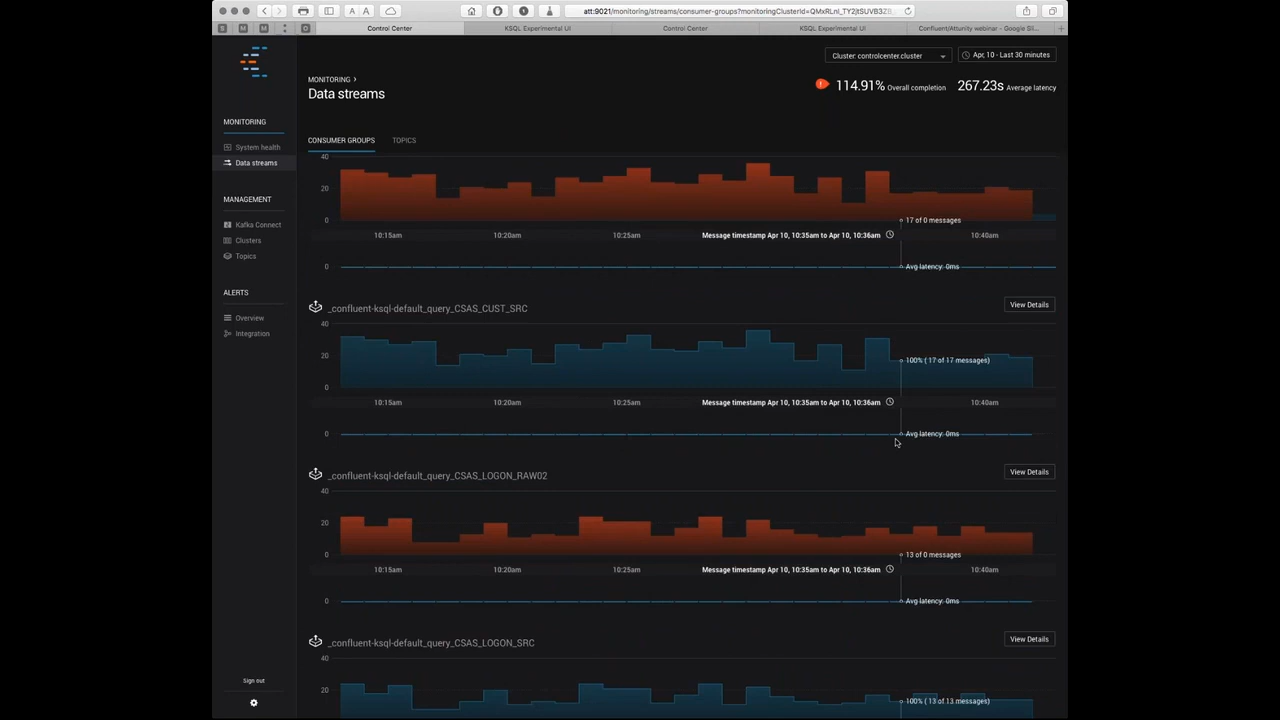 att:9021/monitoring/streams/consumer-groups?monitoringClusterId=QMxRLnl_TY2jtSUVB3ZB
A A
S M M
Control Center KSQL Experimental UI Control Center KSQL Experimental UI Confluent/Attunity webinar - Google Sli...
Cluster: controlcenter.cluster Apr, 10 - Last 30 minutes
MONITORING ›
Data streams
! 114.91% Overall completion 267.23s Average latency
MONITORING
System health
Data streams
MANAGEMENT
Kafka Connect
Clusters
Topics
ALERTS
Overview
Integration
Sign out
CONSUMER GROUPS TOPICS
40
20
0
17 of 0 messages
10:15am 10:20am 10:25am Message timestamp Apr 10, 10:35am to Apr 10, 10:36am 10:40am
0 Avg latency: 0ms
_confluent-ksql-default_query_CSAS_CUST_SRC View Details
40
20
100% ( 17 of 17 messages)
0
10:15am 10:20am 10:25am Message timestamp Apr 10, 10:35am to Apr 10, 10:36am 10:40am
0 Avg latency: 0ms
_confluent-ksql-default_query_CSAS_LOGON_RAW02 View Details
40
20
0
13 of 0 messages
10:15am 10:20am 10:25am Message timestamp Apr 10, 10:35am to Apr 10, 10:36am 10:40am
0 Avg latency: 0ms
_confluent-ksql-default_query_CSAS_LOGON_SRC View Details
40
20
100% ( 13 of 13 messages)